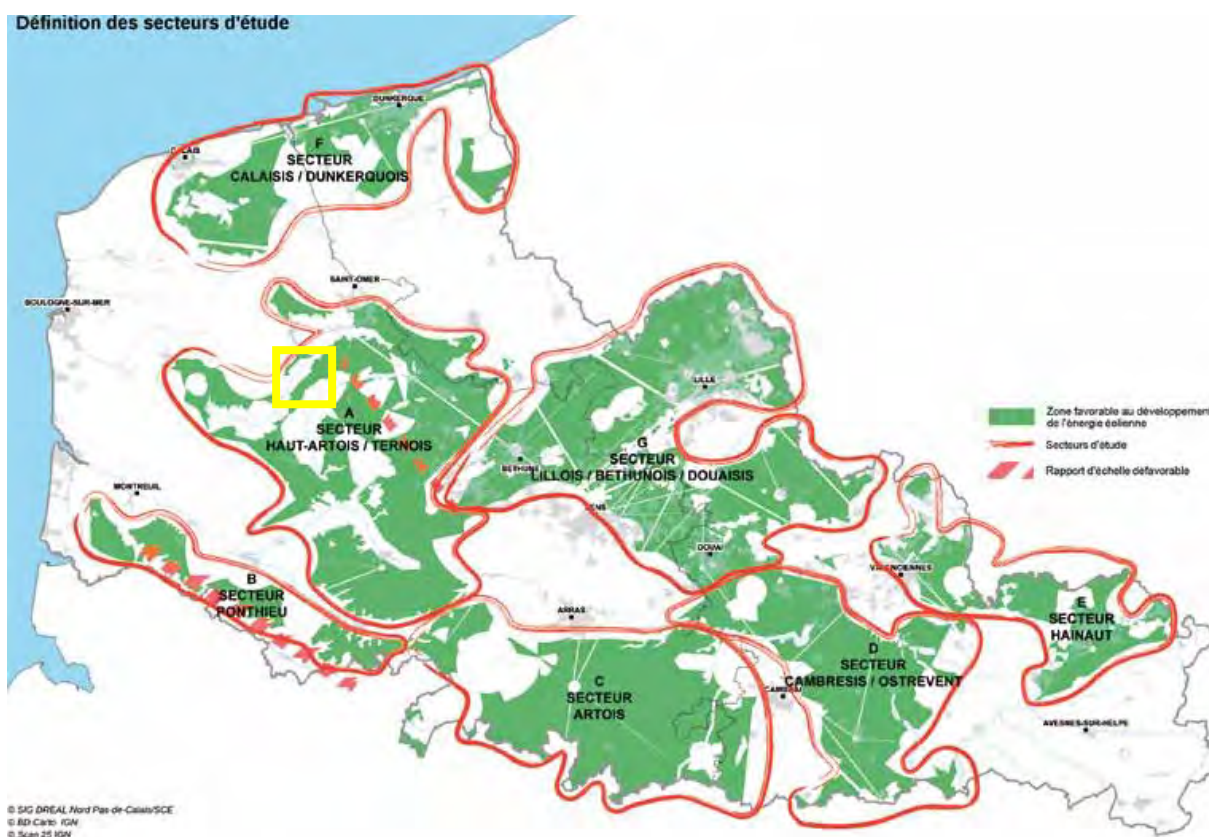 Définition des secteurs d'étude
DUNKERQUE
CALAIS
F
SECTEUR
CALAISIS / DUNKERQUOIS
SAINT-OMER
BOULOGNE-SUR-MER
LILLE
A
SECTEUR
HAUT-ARTOIS / TERNOIS
Zone favorable au développement
de l'énergie éolienne
Secteurs d'étude
Rapport d'échelle défavorable
G
SECTEUR
LILLOIS / BETHUNOIS / DOUAISIS
BETHUNE
MONTREUIL
LENS
DOUAI
VALENCIENNES
B
SECTEUR
PONTHIEU
ARRAS
E
SECTEUR
HAINAUT
D
SECTEUR
CAMBRESIS / OSTREVENT
C
SECTEUR
ARTOIS
CAMBRAI
AVESNES-SUR-HELPE
© SIG DREAL Nord Pas-de-Calais/SCE
© BD Carto IGN
© Scan 25 IGN